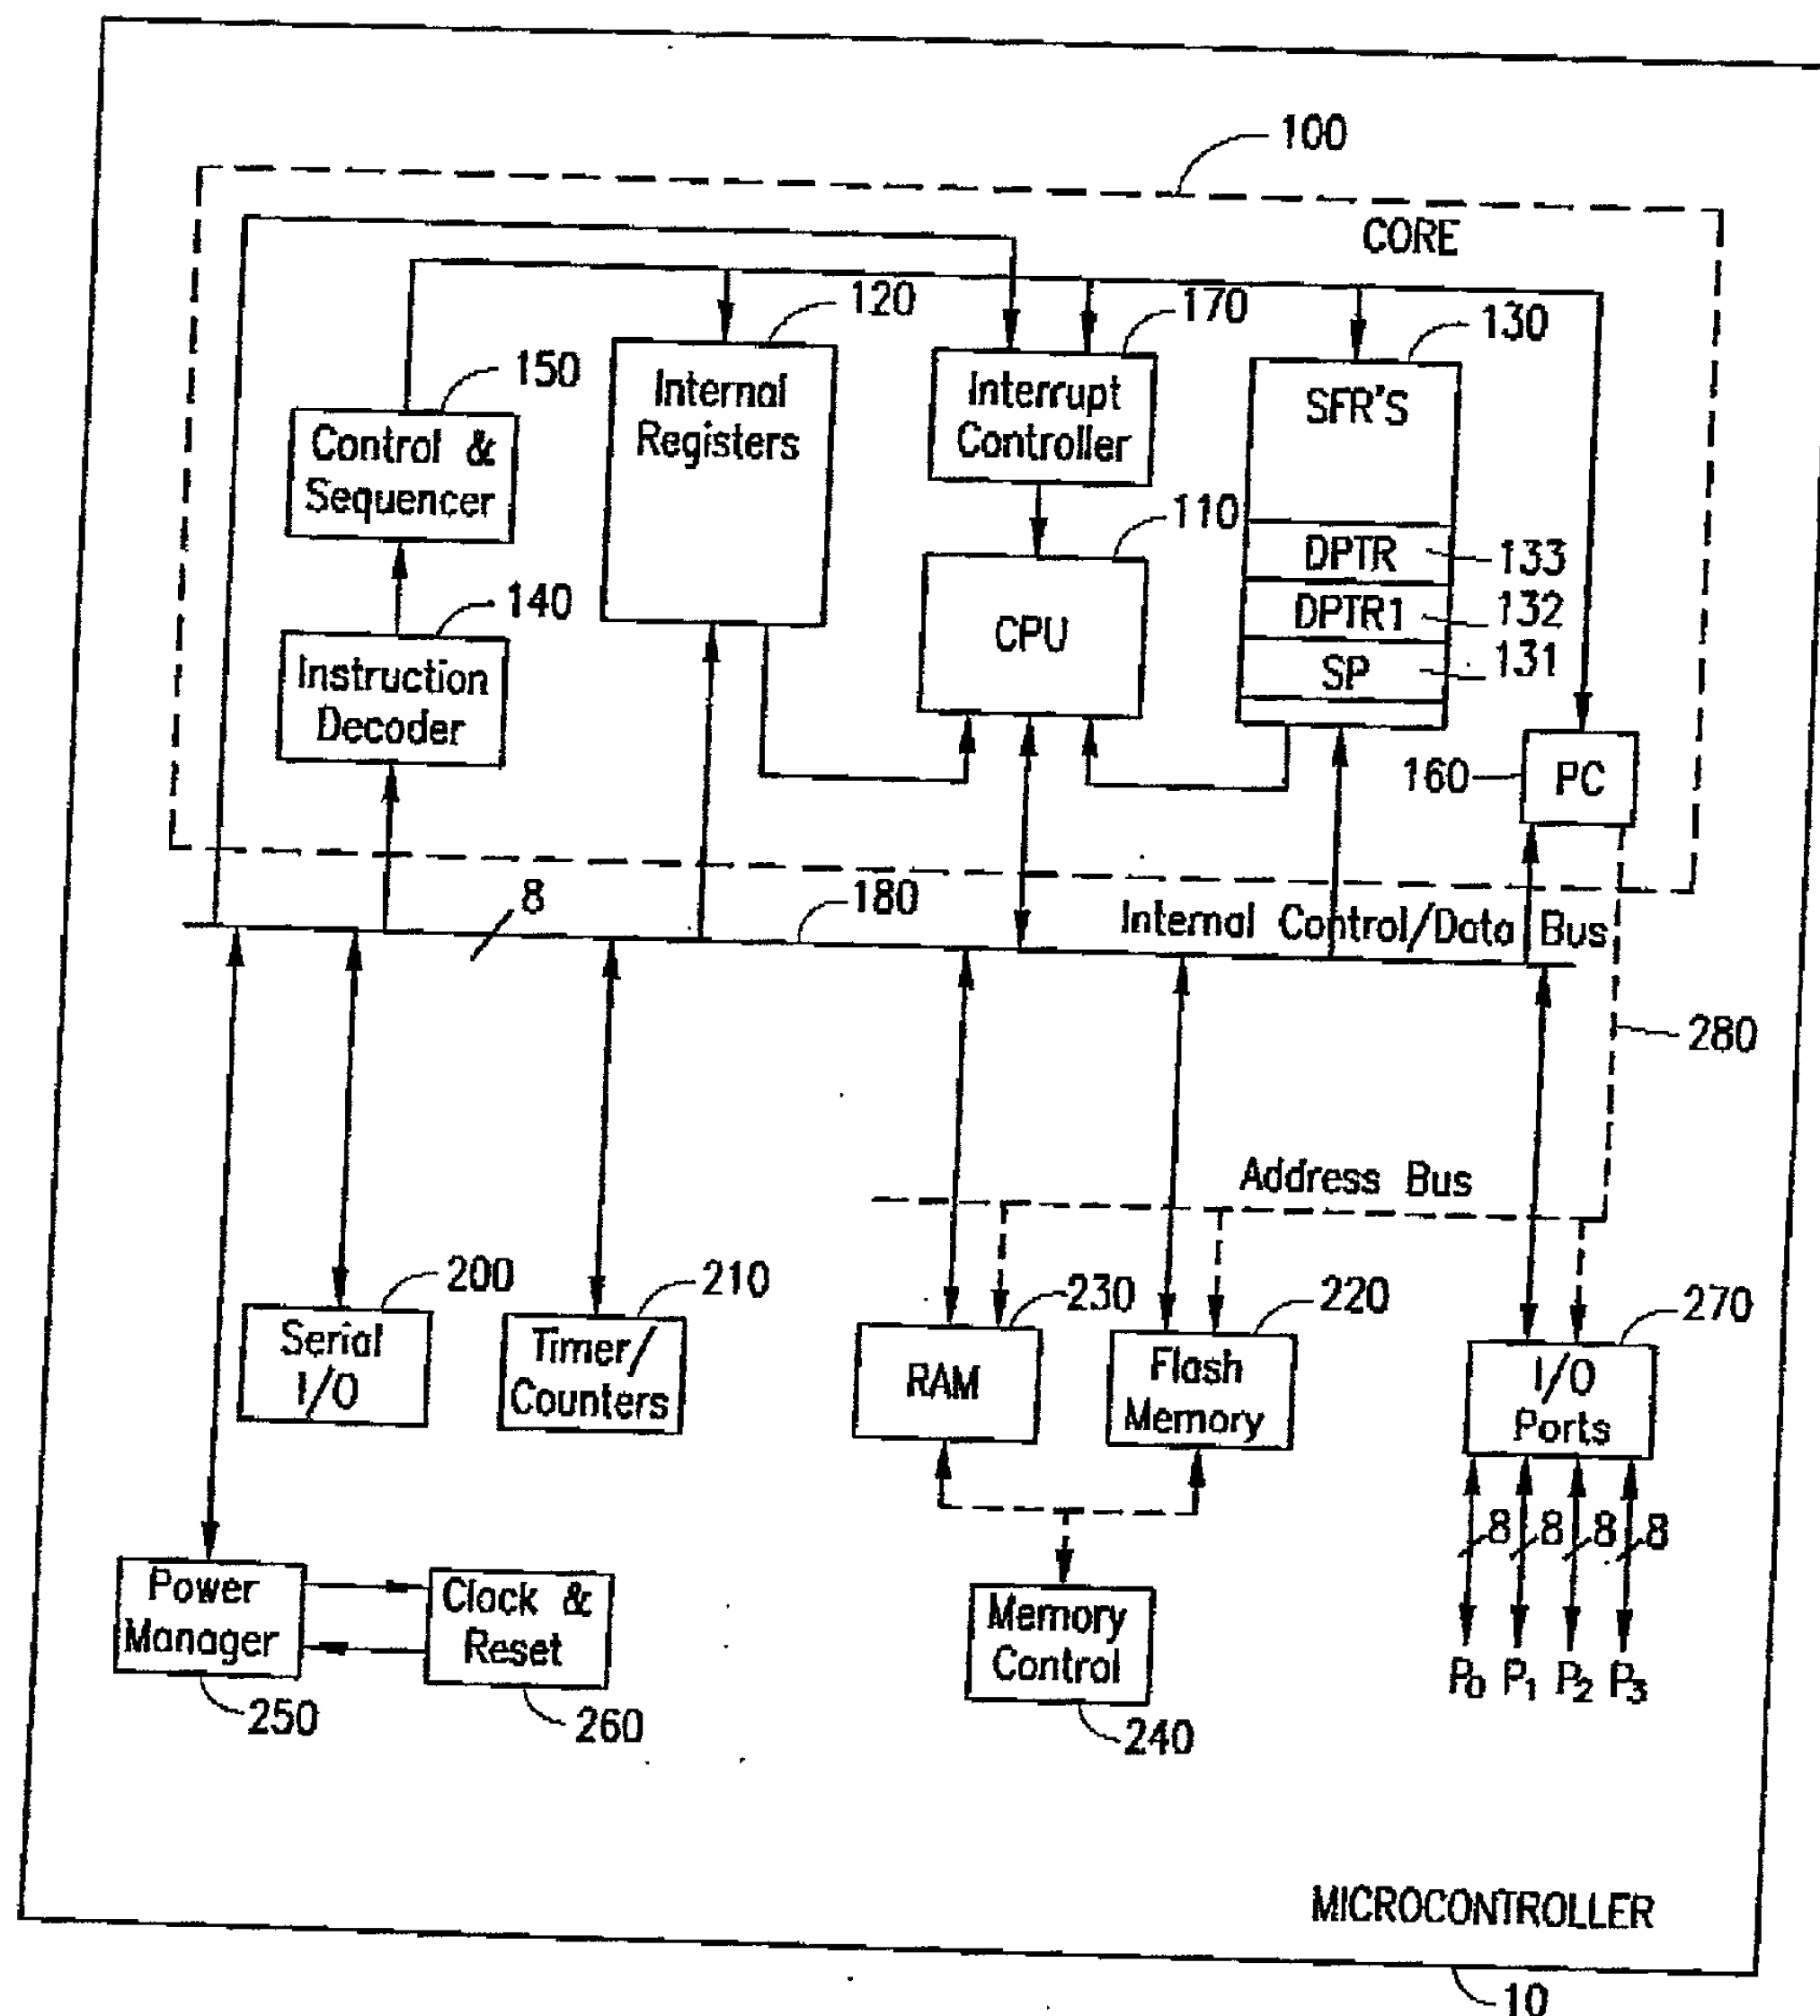 100
CORE
120
170
130
150
Internal
Registers
Interrupt
Controller
SFR'S
Control &
Sequencer
110
DPTR
133
140
CPU
DPTR1
132
Instruction
Decoder
SP
131
160
PC
8
180
Internal Control/Data Bus
280
Address Bus
200
210
230
220
270
Serial
I/O
Timer/
Counters
RAM
Flash
Memory
I/O
Ports
8 8 8 8
Power
Manager
Clock &
Reset
Memory
Control
P0 P1 P2 P3
250
260
240
MICROCONTROLLER
10